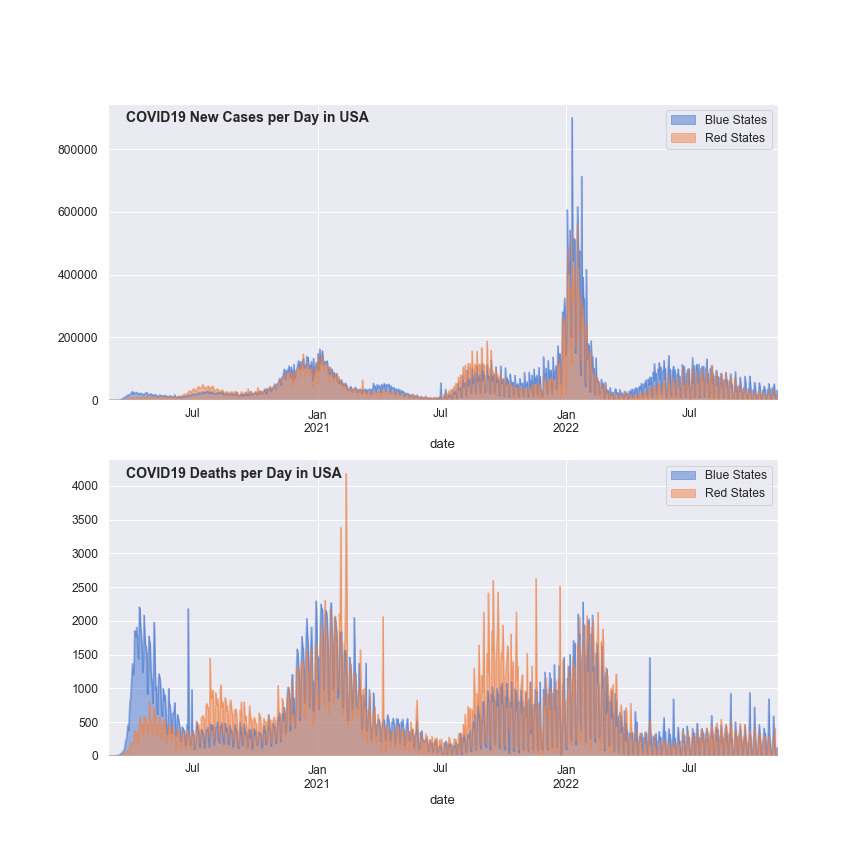 COVID19 New Cases per Day in USA
Blue States
Red States
800000
600000
400000
200000
0
Jul
Jan
2021
Jul
Jan
2022
Jul
date
COVID19 Deaths per Day in USA
Blue States
Red States
4000
3500
3000
2500
2000
1500
1000
500
0
Jul
Jan
2021
Jul
Jan
2022
Jul
date